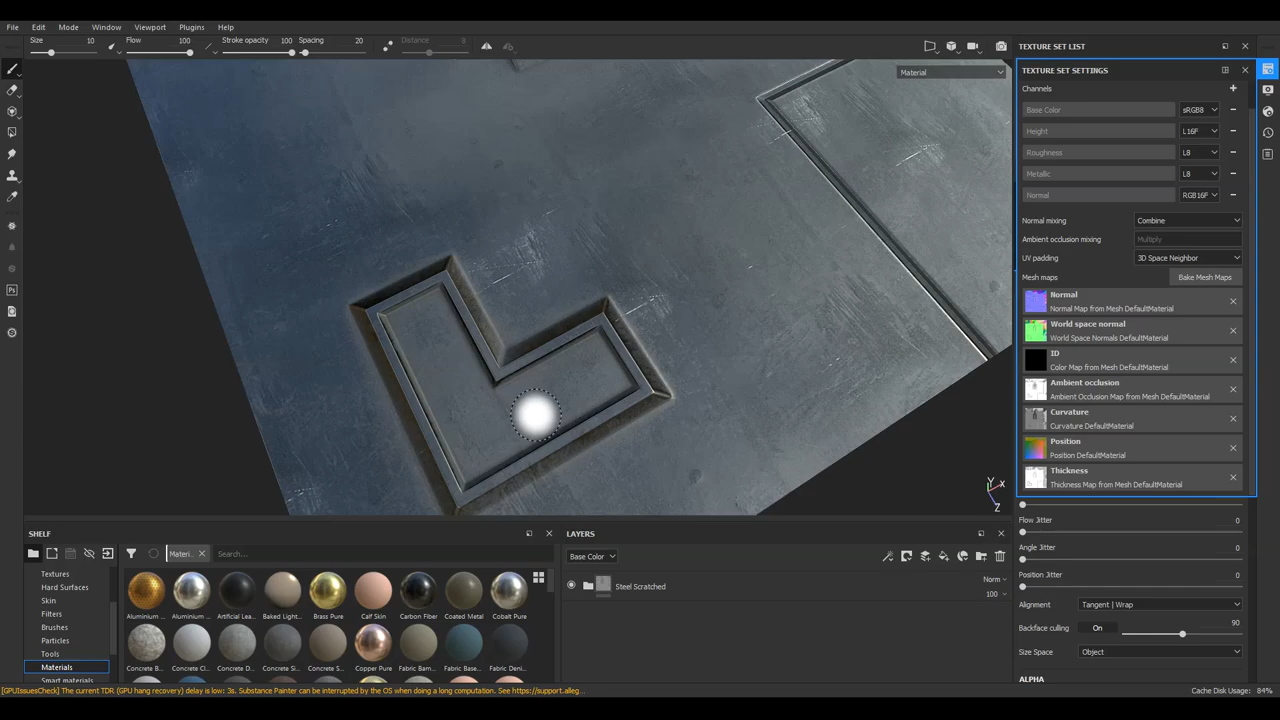 File Edit Mode Window Viewport Plugins Help
Size 10 Flow 100 Stroke opacity 100 Spacing 20 Distance 8
Material
Y X
Z
TEXTURE SET LIST
TEXTURE SET SETTINGS
Channels
Base Color sRGB8
Height L16F
Roughness L8
Metallic L8
Normal RGB16F
Normal mixing Combine
Ambient occlusion mixing Multiply
UV padding 3D Space Neighbor
Mesh maps Bake Mesh Maps
Normal
Normal Map from Mesh DefaultMaterial
World space normal
World Space Normals DefaultMaterial
ID
Color Map from Mesh DefaultMaterial
Ambient occlusion
Ambient Occlusion Map from Mesh DefaultMaterial
Curvature
Curvature DefaultMaterial
Position
Position DefaultMaterial
Thickness
Thickness Map from Mesh DefaultMaterial
Flow Jitter 0
Angle Jitter 0
Position Jitter 0
Alignment Tangent | Wrap
Backface culling On 90
Size Space Object
ALPHA
SHELF
Materi... Search...
Textures
Hard Surfaces
Skin
Filters
Brushes
Particles
Tools
Materials
Smart materials
Aluminium ... Aluminium ... Artificial Lea... Baked Light... Brass Pure Calf Skin Carbon Fiber Coated Metal Cobalt Pure
Concrete B... Concrete Cl... Concrete D... Concrete Si... Concrete S... Copper Pure Fabric Bam... Fabric Base... Fabric Deni...
LAYERS
Base Color
Steel Scratched Norm
100
[GPUIssuesCheck] The current TDR (GPU hang recovery) delay is low: 3s. Substance Painter can be interrupted by the OS when doing a long computation. See https://support.alleg...
Cache Disk Usage: 84%